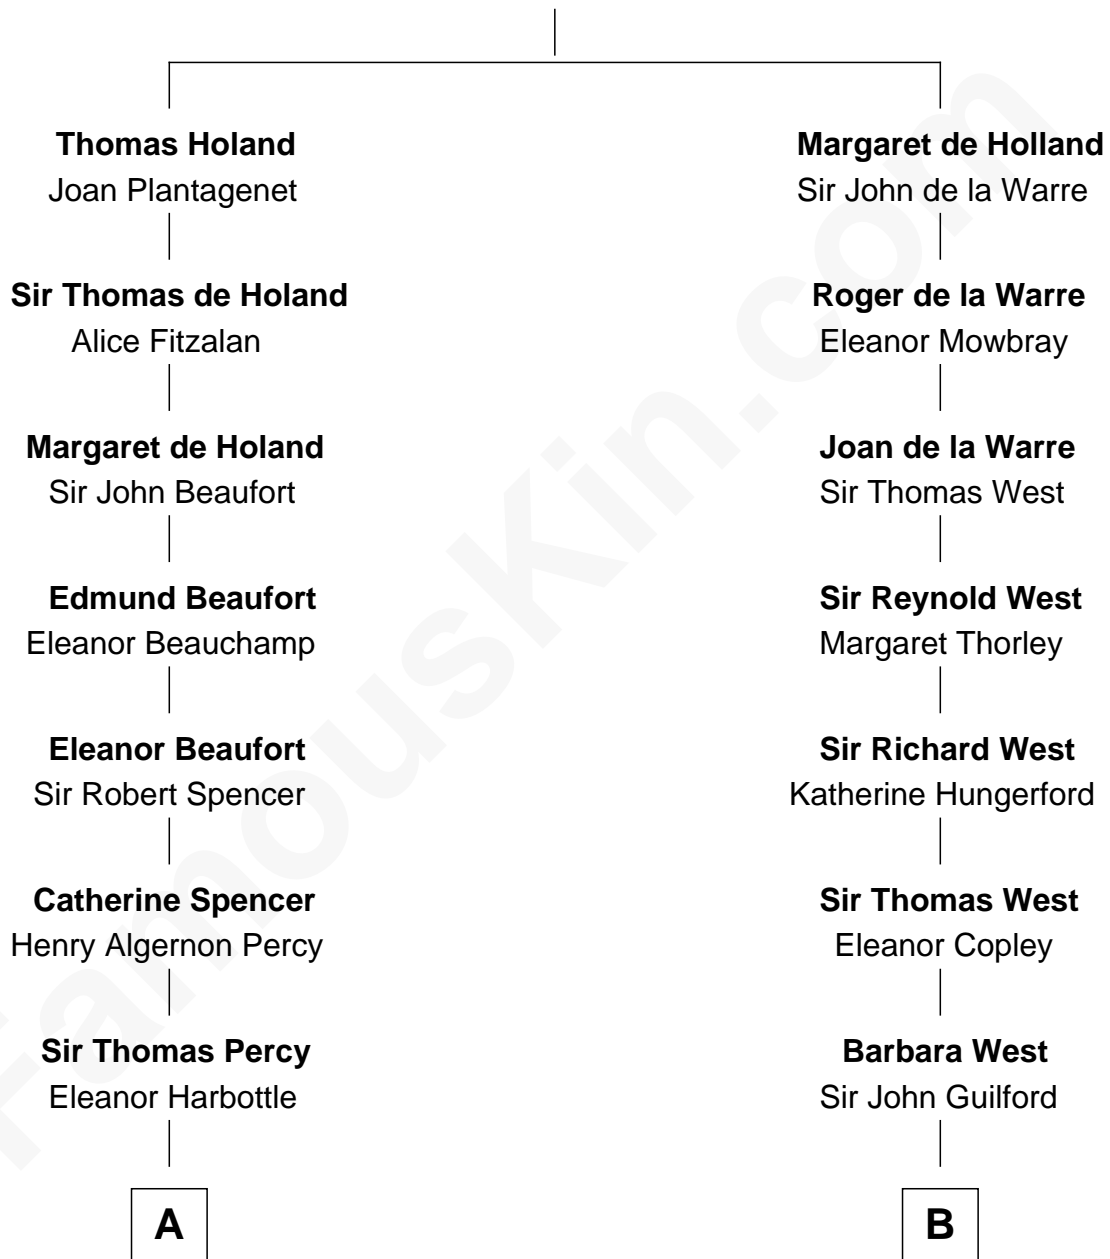 Thomas Holand
Joan Plantagenet
Sir Thomas de Holand
Alice Fitzalan
Margaret de Holand
Sir John Beaufort
Edmund Beaufort
Eleanor Beauchamp
Eleanor Beaufort
Sir Robert Spencer
Catherine Spencer
Henry Algernon Percy
Sir Thomas Percy
Eleanor Harbottle
A
Margaret de Holland
Sir John de la Warre
Roger de la Warre
Eleanor Mowbray
Joan de la Warre
Sir Thomas West
Sir Reynold West
Margaret Thorley
Sir Richard West
Katherine Hungerford
Sir Thomas West
Eleanor Copley
Barbara West
Sir John Guilford
B
FamousKin.com